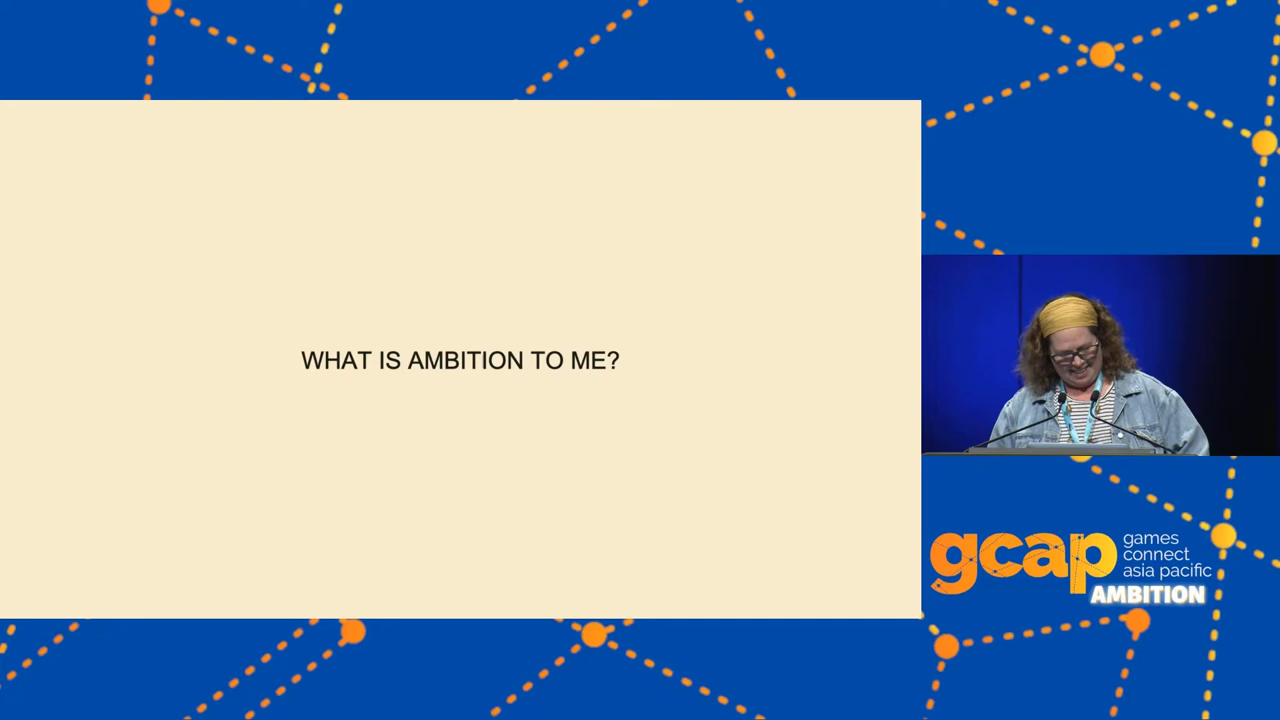 WHAT IS AMBITION TO ME?
gcap
games
connect
asia pacific
AMBITION